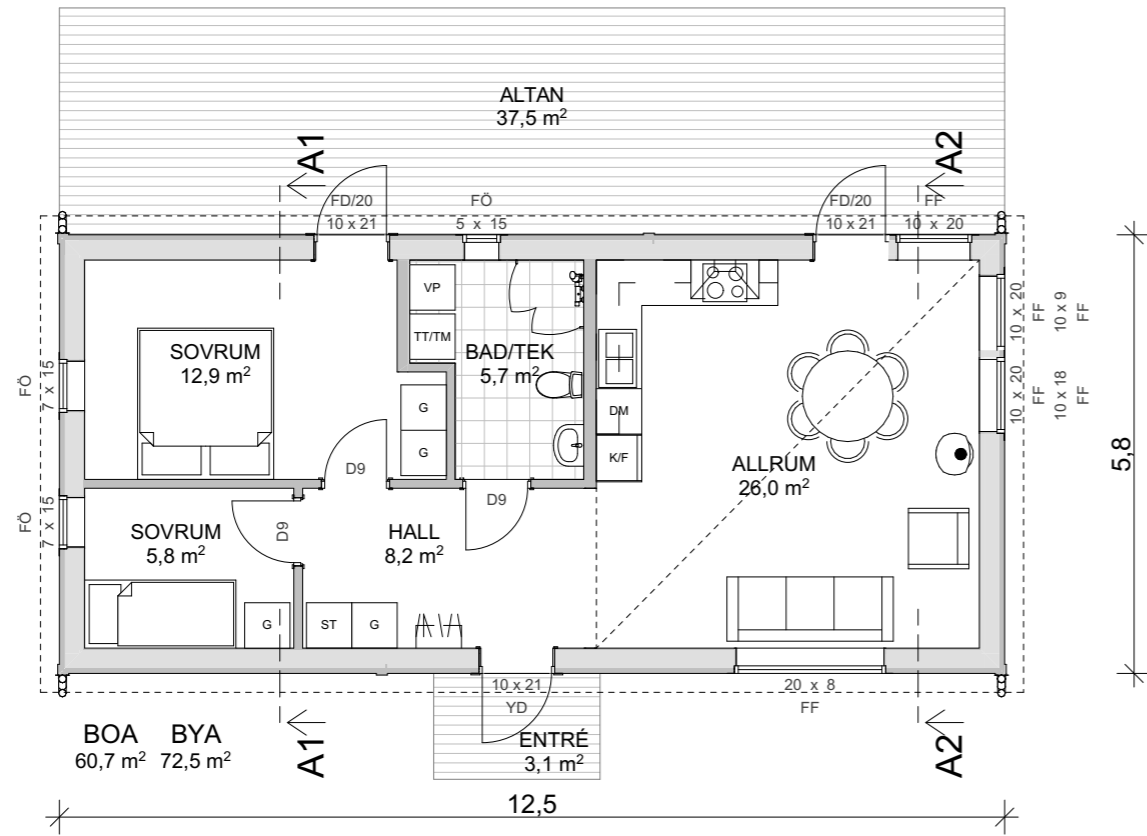 ALTAN
37,5 m²
A1
A2
FD/20
10 x 21
FÖ
5 x 15
FD/20
10 x 21
FF
10 x 20
VP
TT/TM
BAD/TEK
5,7 m²
SOVRUM
12,9 m²
FÖ
7 x 15
G
G
DM
K/F
10 x 20
FF
10 x 9
FF
10 x 20
FF
10 x 18
FF
ALLRUM
26,0 m²
5,8
D9
D9
D9
FÖ
7 x 15
SOVRUM
5,8 m²
HALL
8,2 m²
G
ST
G
10 x 21
YD
20 x 8
FF
ENTRÉ
3,1 m²
BOA
60,7 m²
BYA
72,5 m²
A1
A2
12,5